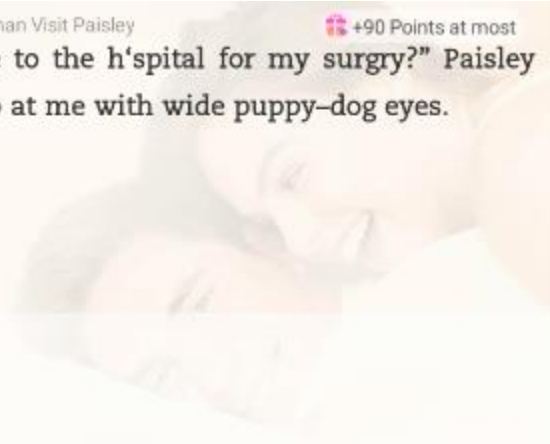 nan Visit Paisley
+90 Points at most
to the h‘spital for my surgry?” Paisley
at me with wide puppy–dog eyes.